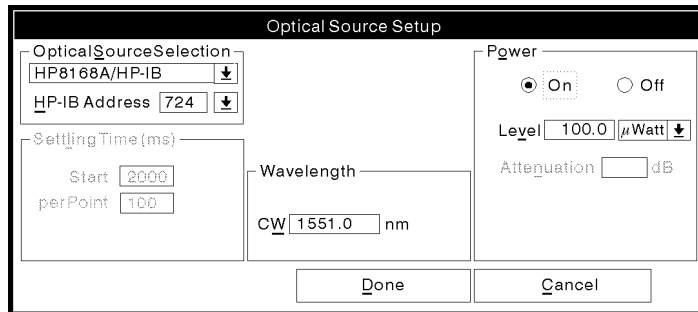 Optical Source Setup
OpticalSourceSelection
HP8168A/HP-IB
HP-IB Address 724
SettlingTime(ms)
Start 2000
perPoint 100
Wavelength
CW 1551.0 nm
Power
On Off
Level 100.0 µWatt
Attenuation dB
Done Cancel